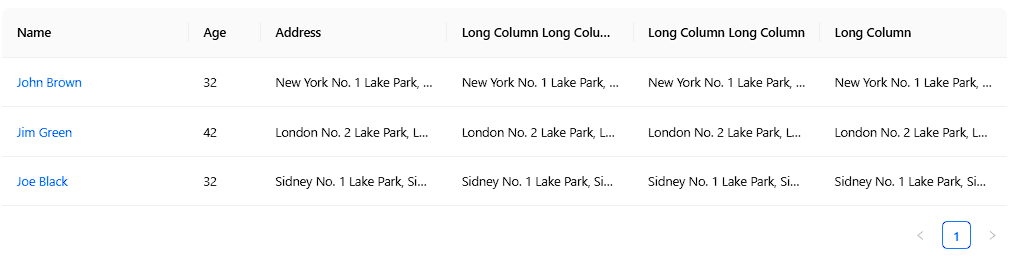 Name Age Address Long Column Long Colu... Long Column Long Column Long Column
John Brown 32 New York No. 1 Lake Park, ... New York No. 1 Lake Park, ... New York No. 1 Lake Park, ... New York No. 1 Lake Park, ...
Jim Green 42 London No. 2 Lake Park, L... London No. 2 Lake Park, L... London No. 2 Lake Park, L... London No. 2 Lake Park, L...
Joe Black 32 Sidney No. 1 Lake Park, Si... Sidney No. 1 Lake Park, Si... Sidney No. 1 Lake Park, Si... Sidney No. 1 Lake Park, Si...
1